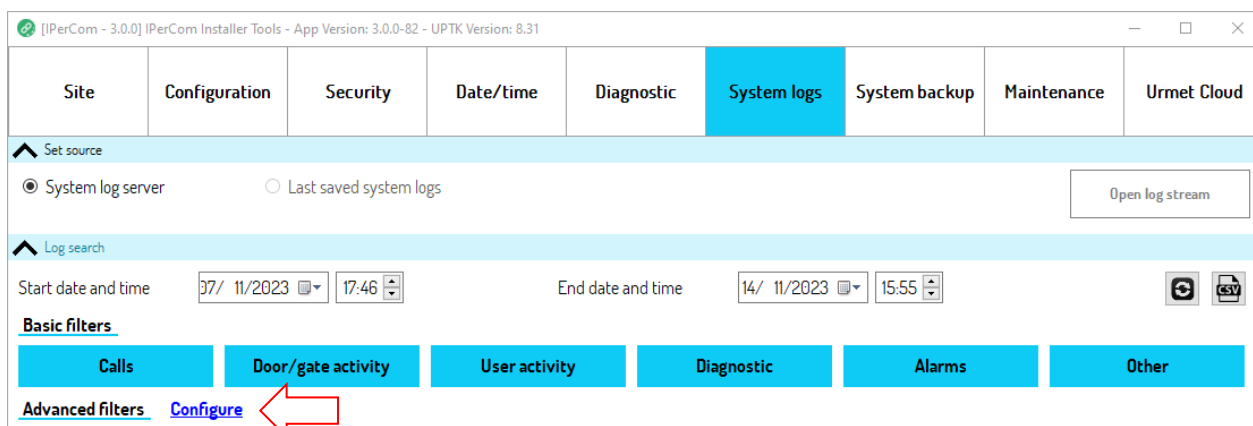 [IPerCom - 3.0.0] IPerCom Installer Tools - App Version: 3.0.0-82 - UPTK Version: 8.31
Site Configuration Security Date/time Diagnostic System logs System backup Maintenance Urmet Cloud
Set source
System log server Last saved system logs Open log stream
Log search
Start date and time 07/ 11/2023 17:46 End date and time 14/ 11/2023 15:55 CSV
Basic filters
Calls Door/gate activity User activity Diagnostic Alarms Other
Advanced filters Configure